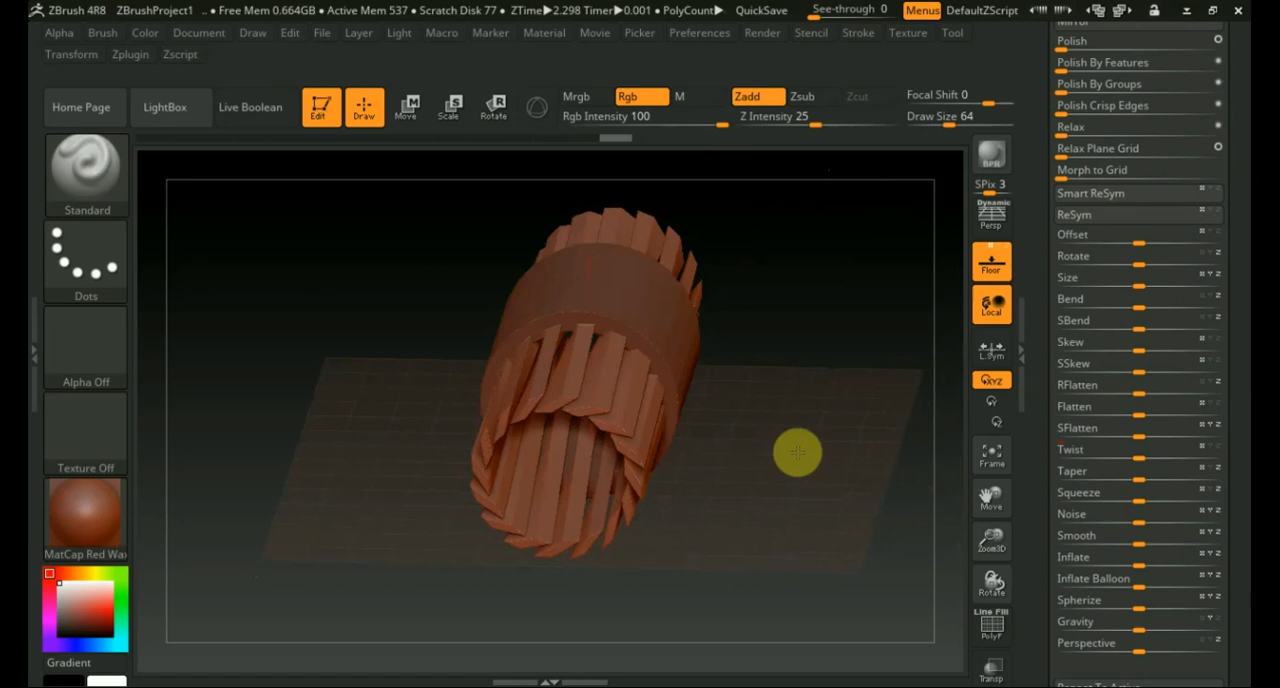 ZBrush 4R8 ZBrushProject1 .. • Free Mem 0.664GB • Active Mem 537 • Scratch Disk 77 • ZTime▶2.298 Timer▶0.001 • PolyCount▶ QuickSave See-through 0 Menus DefaultZScript
Alpha Brush Color Document Draw Edit File Layer Light Macro Marker Material Movie Picker Preferences Render Stencil Stroke Texture Tool
Transform Zplugin Zscript
Home Page LightBox Live Boolean Edit Draw Move Scale Rotate
Mrgb Rgb M Zadd Zsub Zcut Focal Shift 0
Rgb Intensity 100 Z Intensity 25 Draw Size 64
Standard
Dots
Alpha Off
Texture Off
MatCap Red Wax
Gradient
BPR
SPix 3
Dynamic
Persp
Floor
Local
L.Sym
XYZ
Frame
Move
Zoom3D
Rotate
Line Fill
PolyF
Transp
Polish
Polish By Features
Polish By Groups
Polish Crisp Edges
Relax
Relax Plane Grid
Morph to Grid
Smart ReSym
ReSym
Offset
Rotate
Size
Bend
SBend
Skew
SSkew
RFlatten
Flatten
SFlatten
Twist
Taper
Squeeze
Noise
Smooth
Inflate
Inflate Balloon
Spherize
Gravity
Perspective